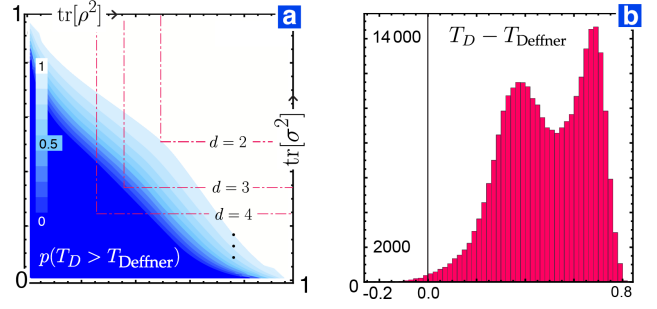 a
1
tr[ρ²] →
1
0.5
0
tr[σ²] →
d = 2
d = 3
d = 4
p(T_D > T_Deffner)
0
1
b
14 000
T_D − T_Deffner
2000
0
-0.2
0.0
0.8